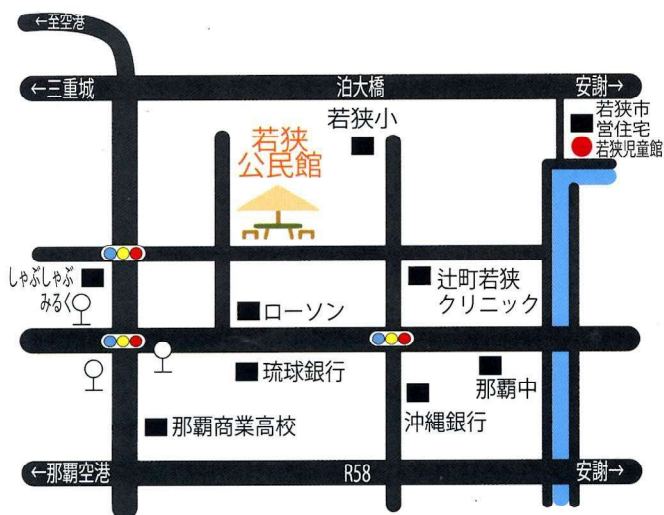 ←至空港
←三重城
泊大橋
安謝→
若狭小
若狭市
営住宅
若狭児童館
若狭
公民館
しゃぶしゃぶ
みるく
辻町若狭
クリニック
ローソン
琉球銀行
那覇中
沖縄銀行
那覇商業高校
←那覇空港
R58
安謝→